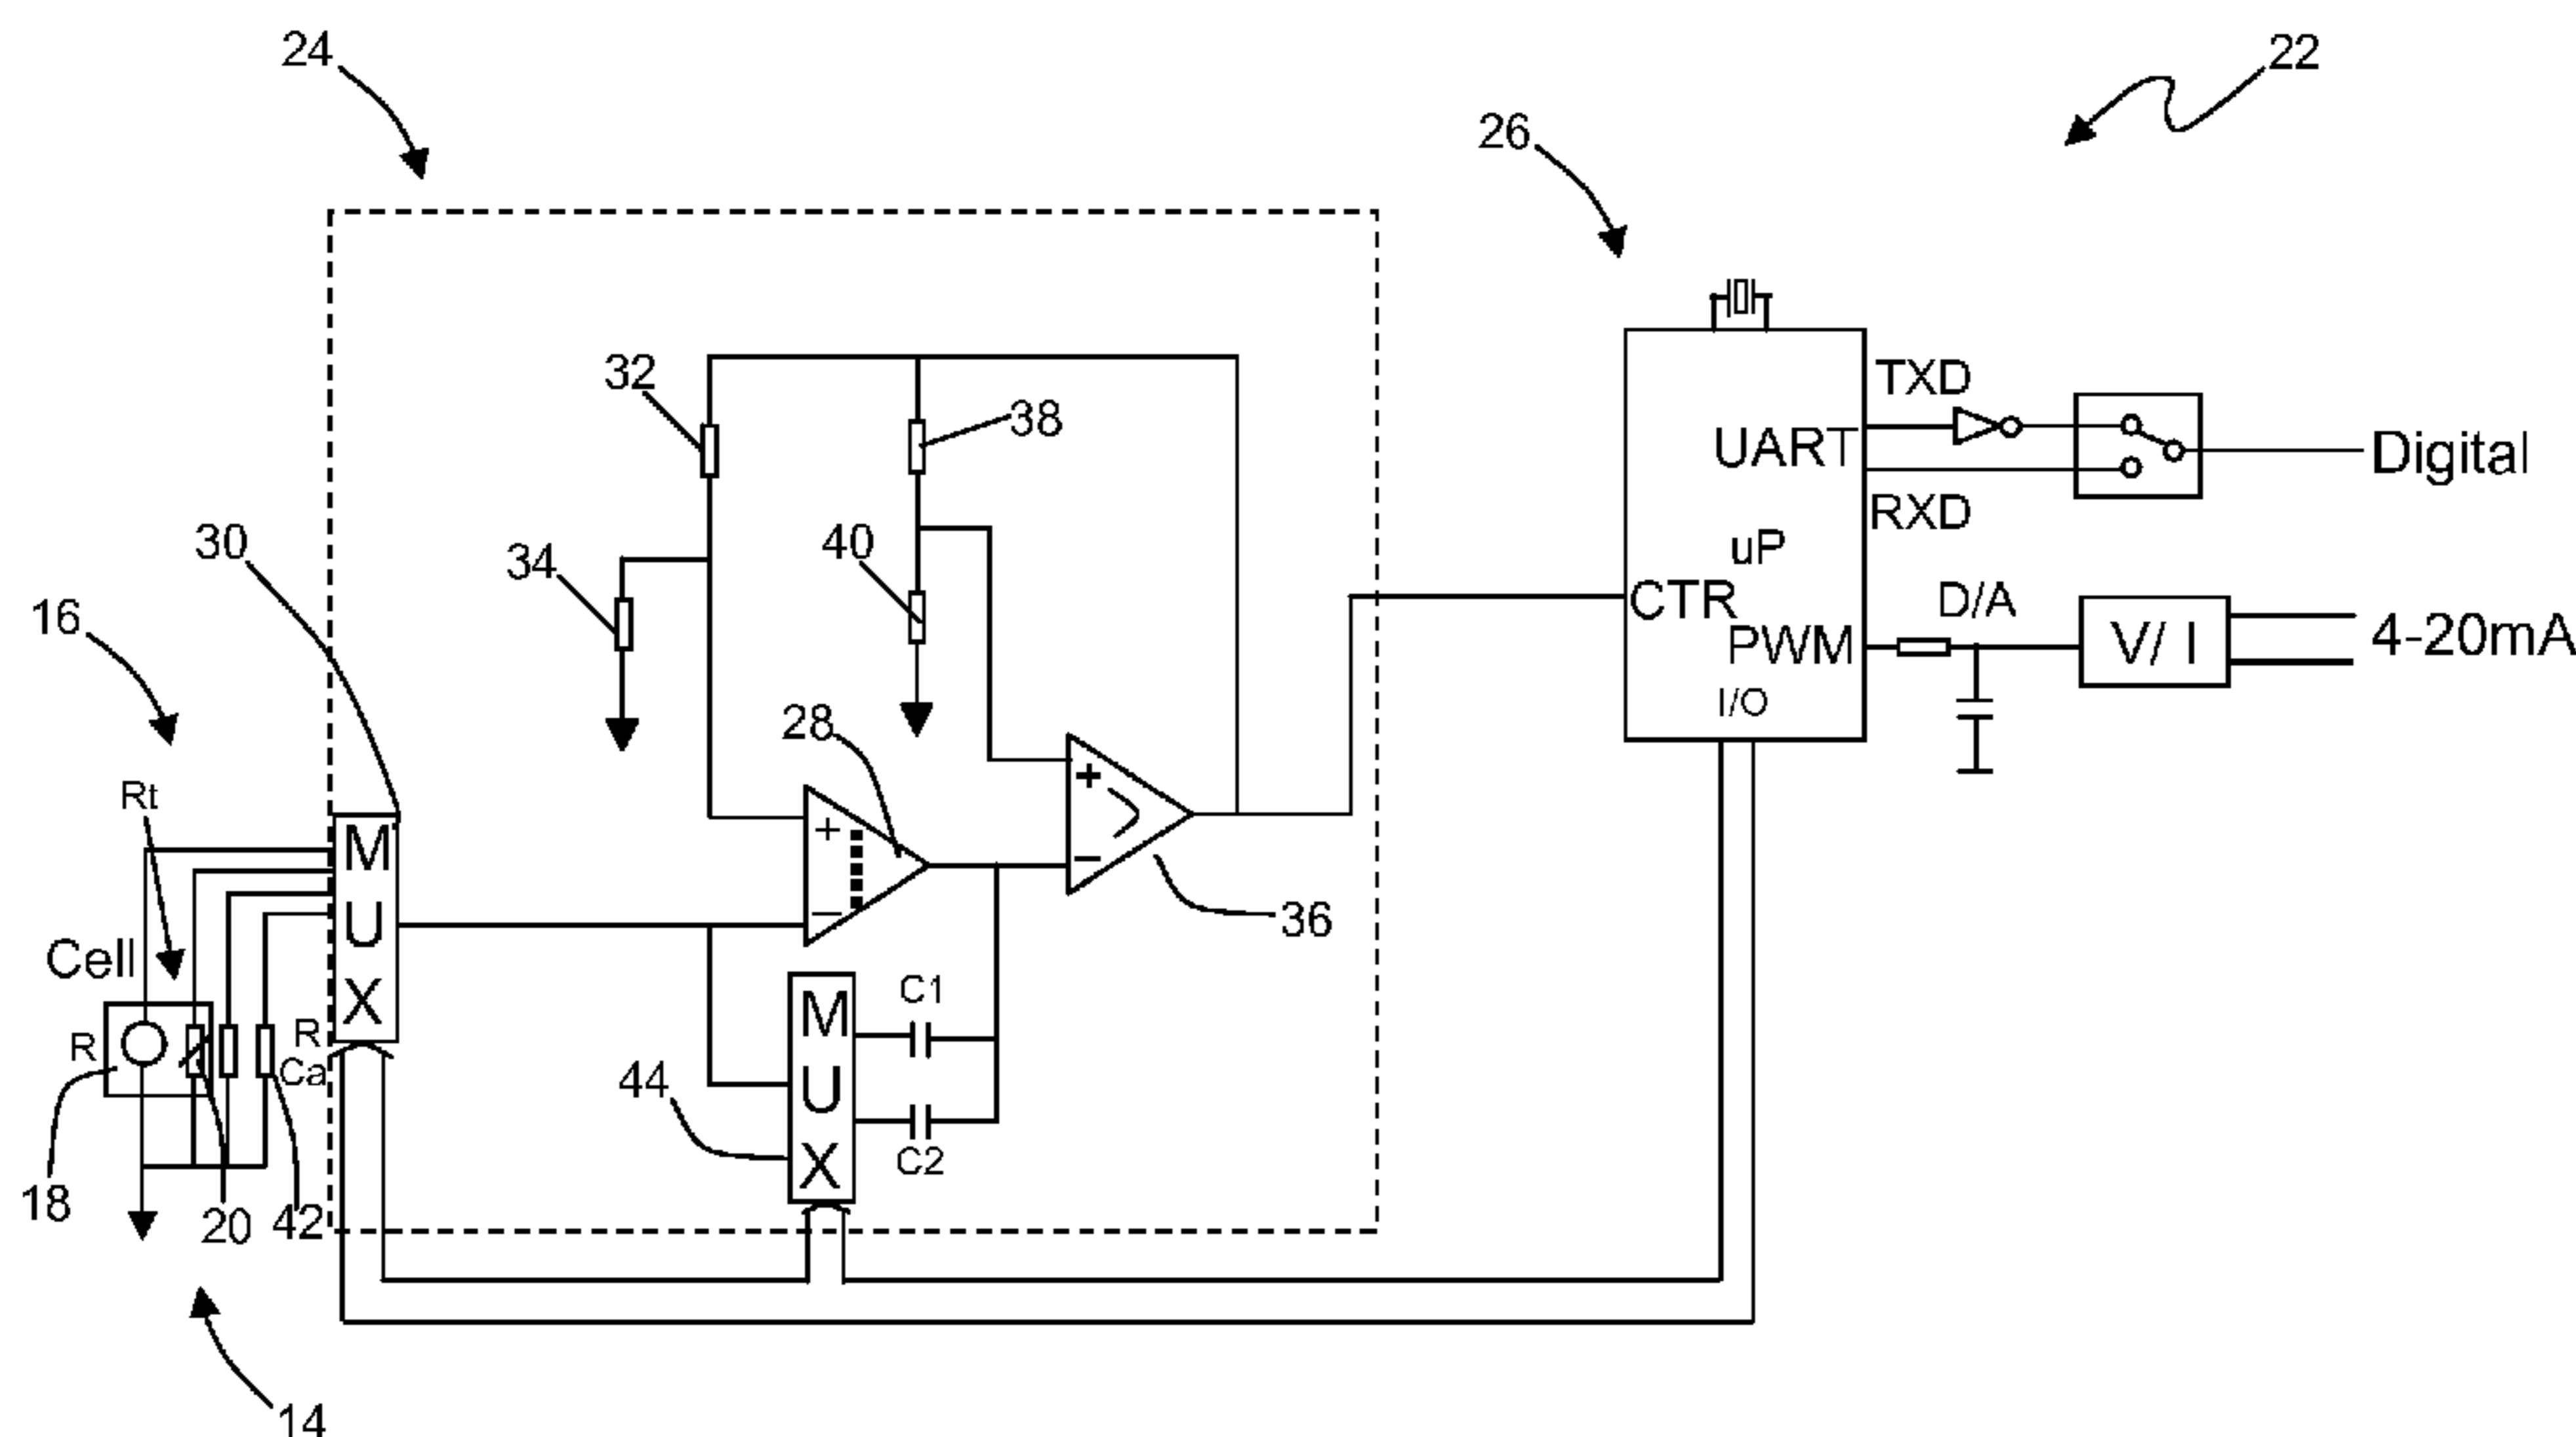 24
22
26
32
38
TXD
UART
Digital
RXD
30
34
40
uP
16
CTR
D/A
PWM
V/ I
4-20mA
I/O
28
Rt
+
+
M
U
X
−
−
36
Cell
C1
R
R
Ca
M
U
X
44
C2
18
20
42
14